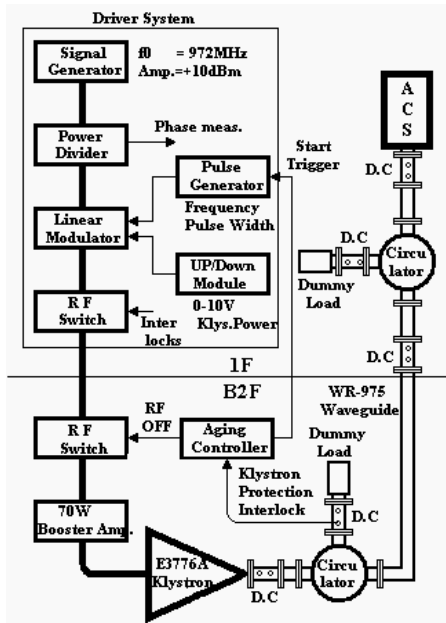 Driver System
Signal
Generator
f0 = 972MHz
Amp.=+10dBm
Power
Divider
Phase meas.
Start
Trigger
Pulse
Generator
Frequency
Pulse Width
Linear
Modulator
UP/Down
Module
0-10V
Klys.Power
R F
Switch
Inter
locks
A
C
S
D.C
D.C
Circu
lator
Dummy
Load
D.C
1F
B2F
WR-975
Waveguide
R F
Switch
RF
OFF
Aging
Controller
Dummy
Load
Klystron
Protection
Interlock
D.C
70W
Booster Amp.
E3776A
Klystron
D.C
Circu
lator